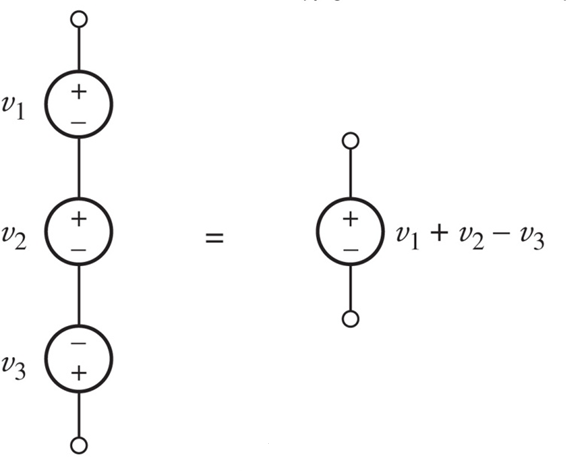 v₁
+
−
v₂
+
−
v₃
−
+
=
+
−
v₁ + v₂ − v₃